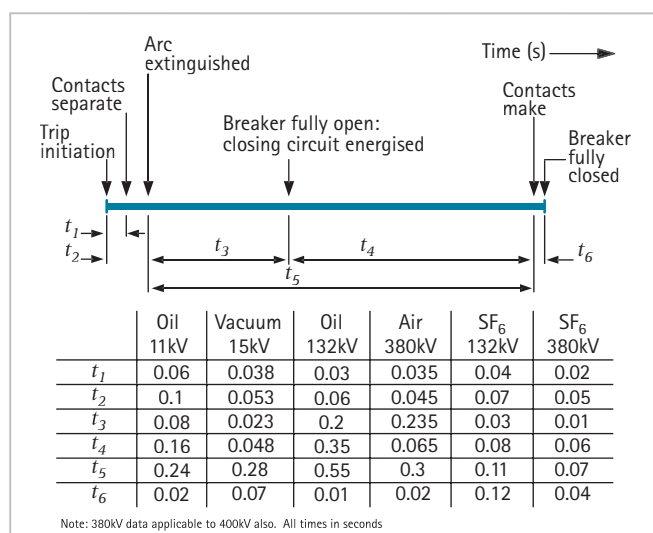 Arc
extinguished
Time (s)
Contacts
separate
Contacts
make
Trip
initiation
Breaker fully open:
closing circuit energised
Breaker
fully
closed
t1
t2
t3
t4
t5
t6
Oil 11kV Vacuum 15kV Oil 132kV Air 380kV SF6 132kV SF6 380kV
t1 0.06 0.038 0.03 0.035 0.04 0.02
t2 0.1 0.053 0.06 0.045 0.07 0.05
t3 0.08 0.023 0.2 0.235 0.03 0.01
t4 0.16 0.048 0.35 0.065 0.08 0.06
t5 0.24 0.28 0.55 0.3 0.11 0.07
t6 0.02 0.07 0.01 0.02 0.12 0.04
Note: 380kV data applicable to 400kV also. All times in seconds